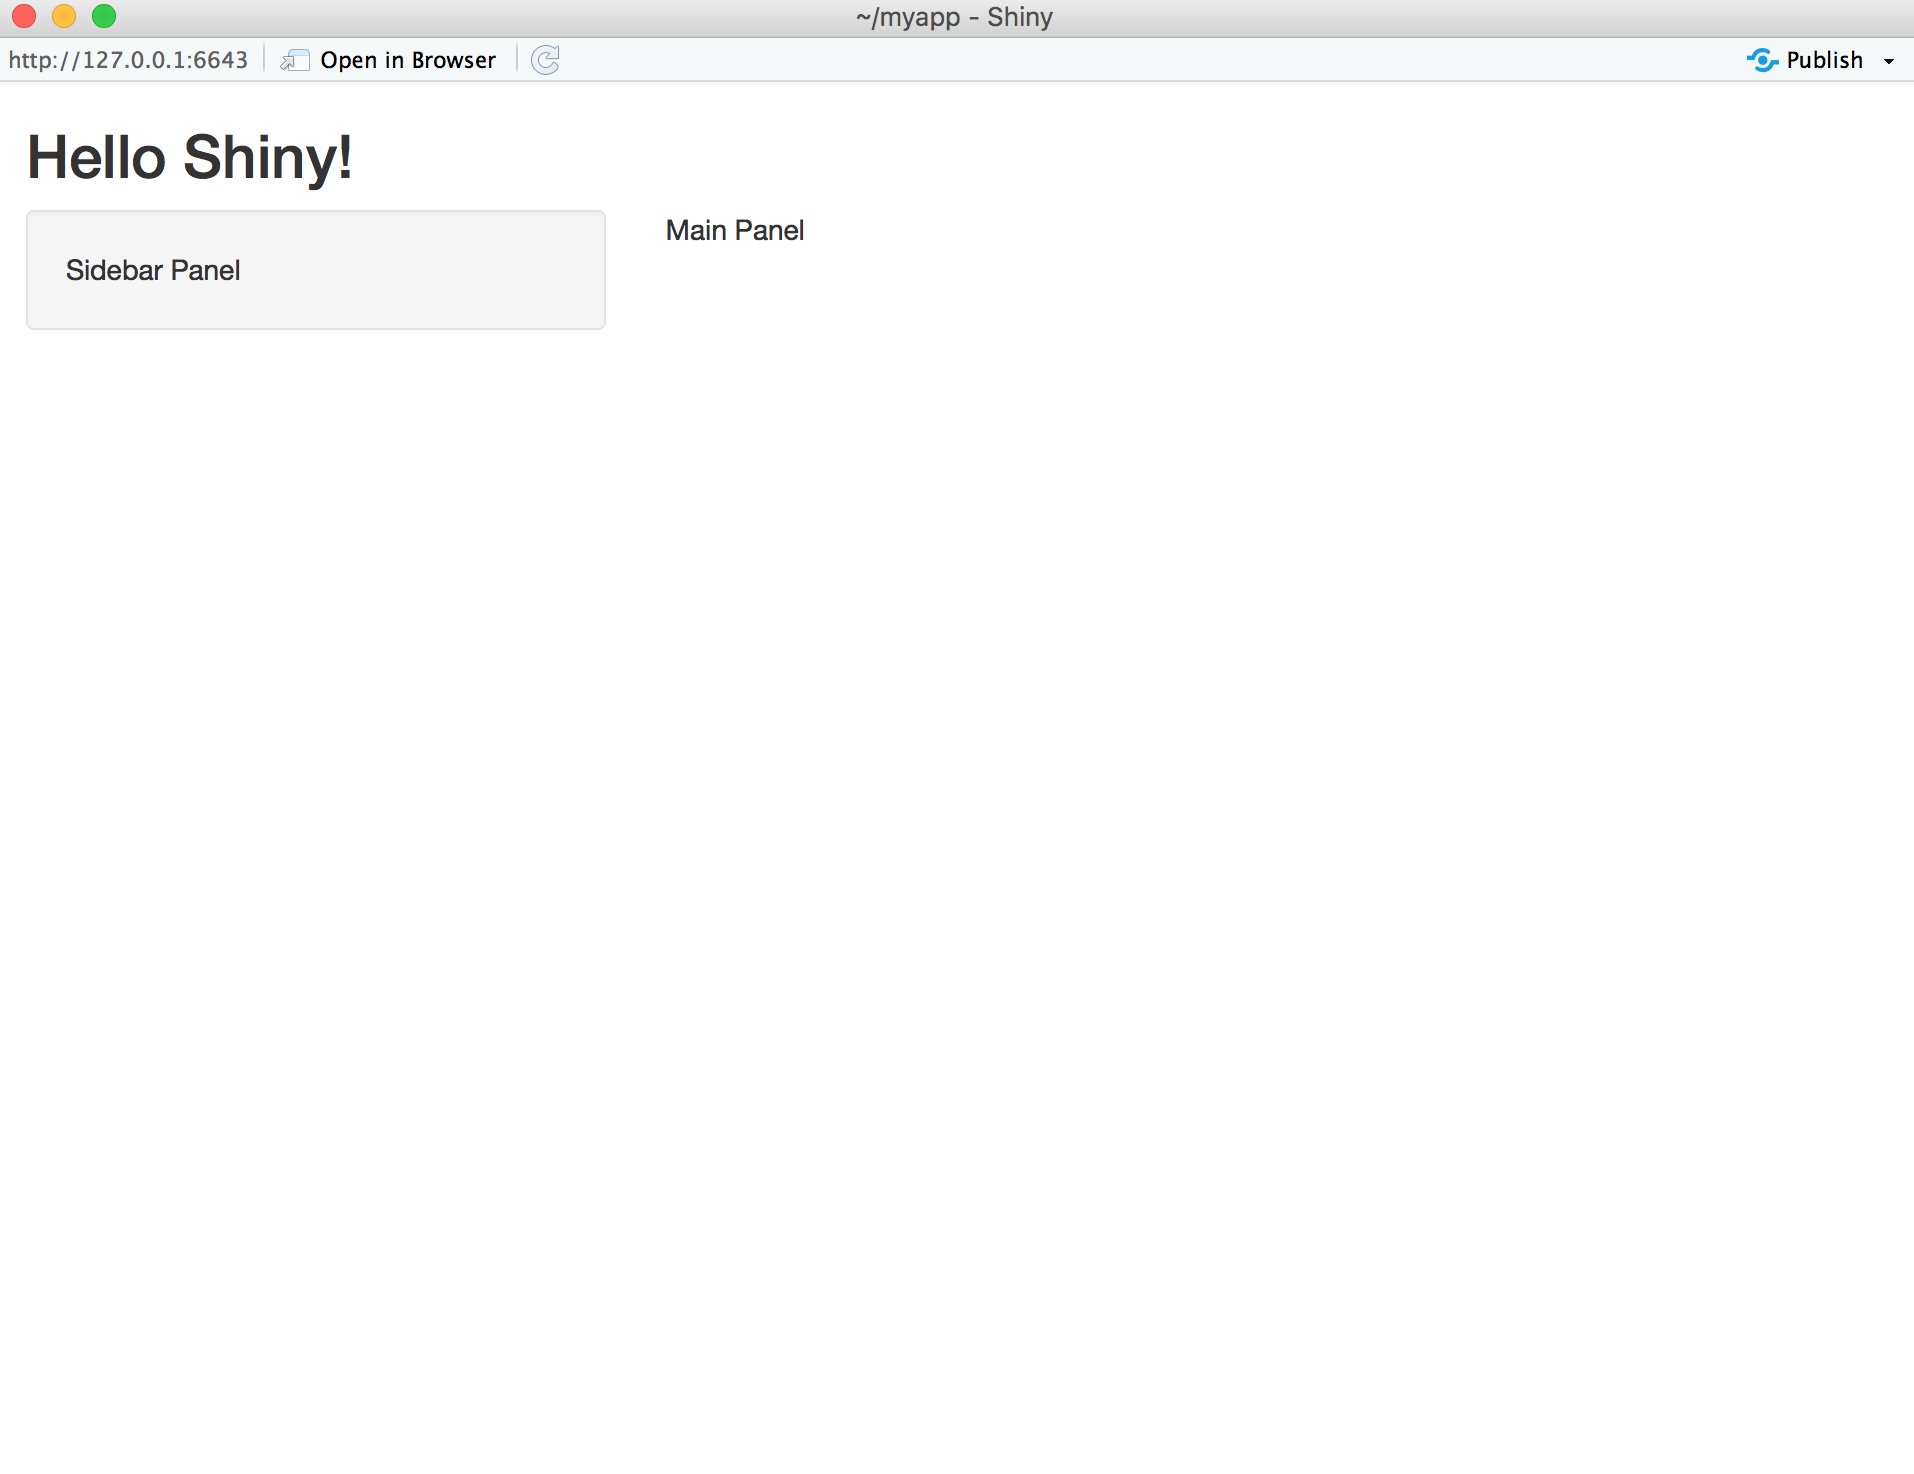 ~/myapp - Shiny
http://127.0.0.1:6643 Open in Browser Publish
Hello Shiny!
Sidebar Panel
Main Panel